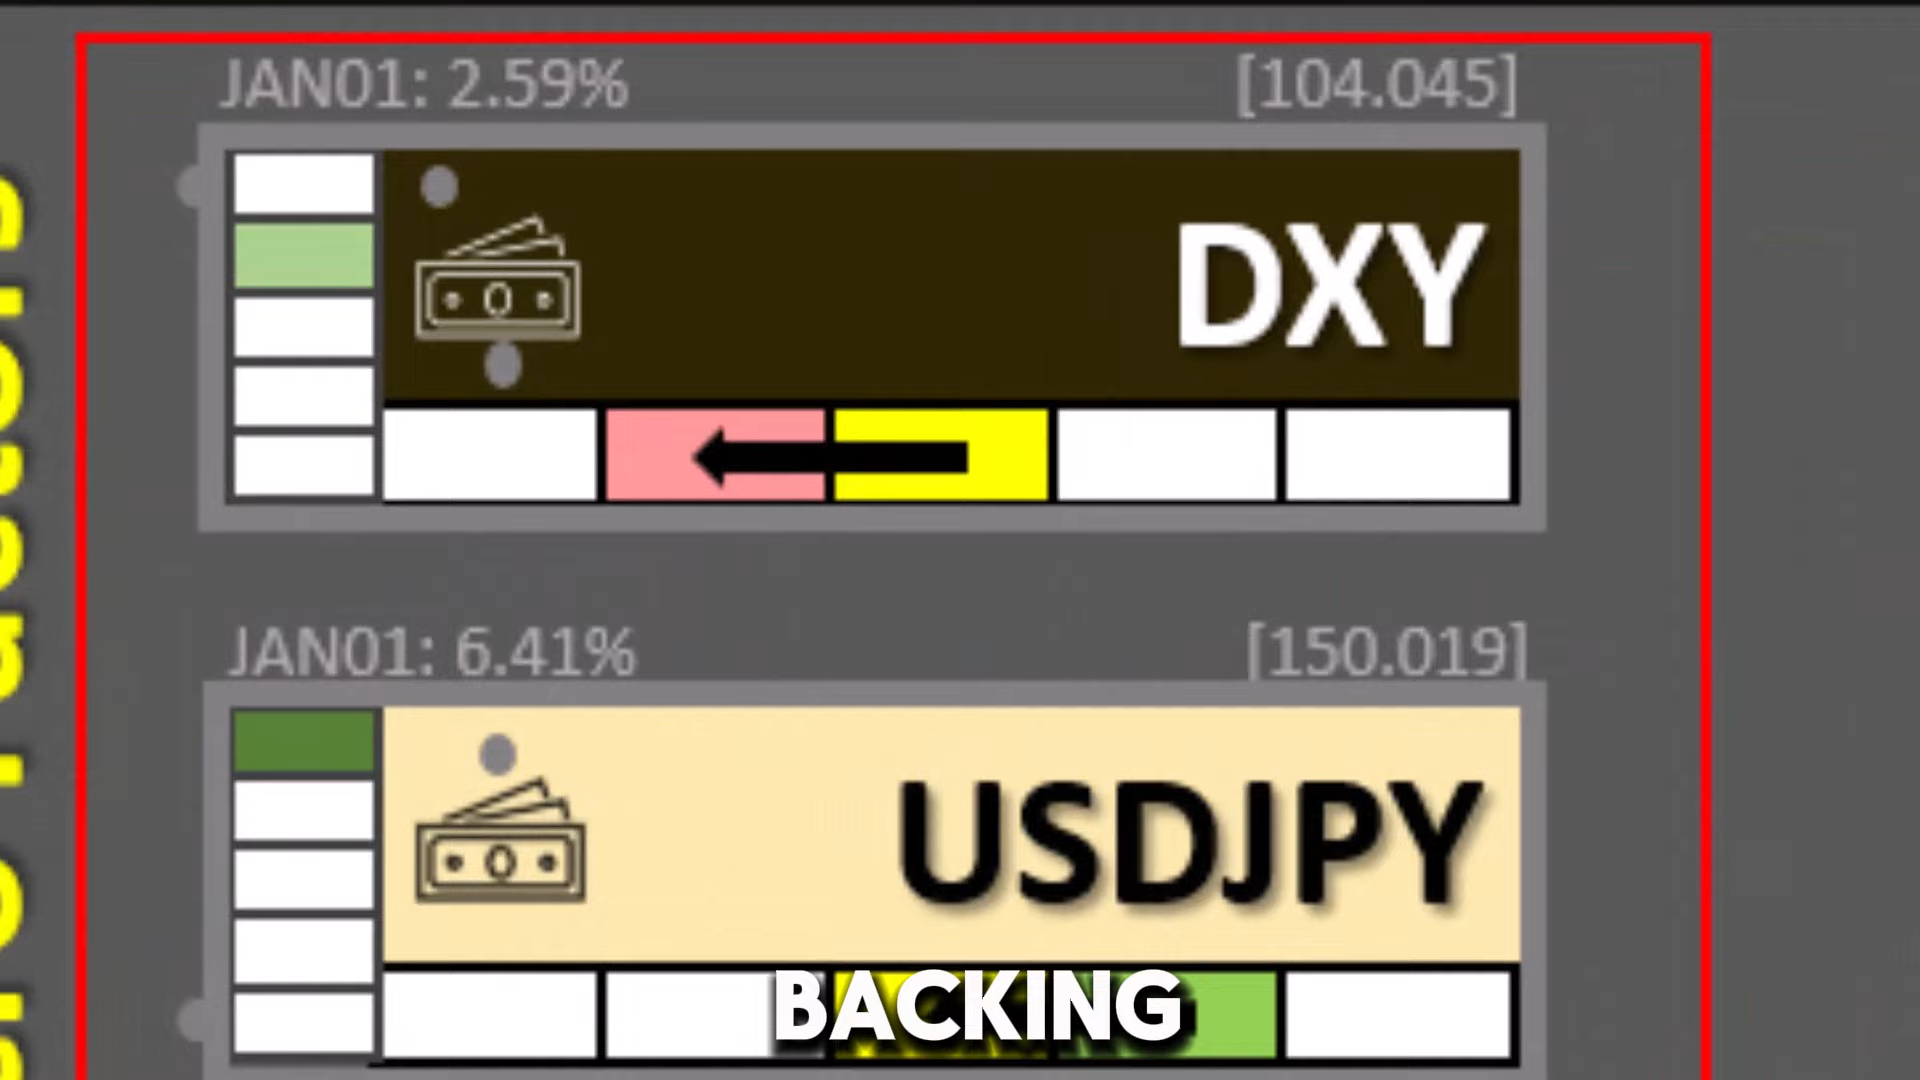 JAN01: 2.59% [104.045]
DXY
JAN01: 6.41% [150.019]
USDJPY
BACKING